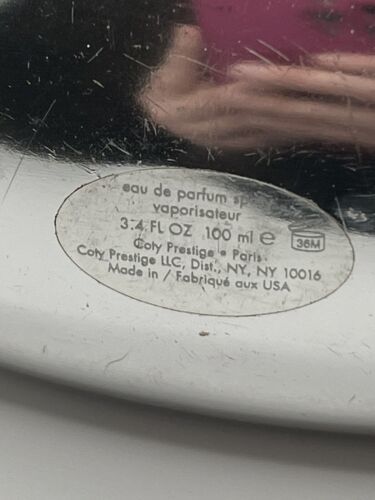 eau de parfum sp
vaporisateur
3.4 FL OZ 100 ml e 36M
Coty Prestige • Paris
Coty Prestige LLC, Dist., NY, NY 10016
Made in / Fabriqué aux USA